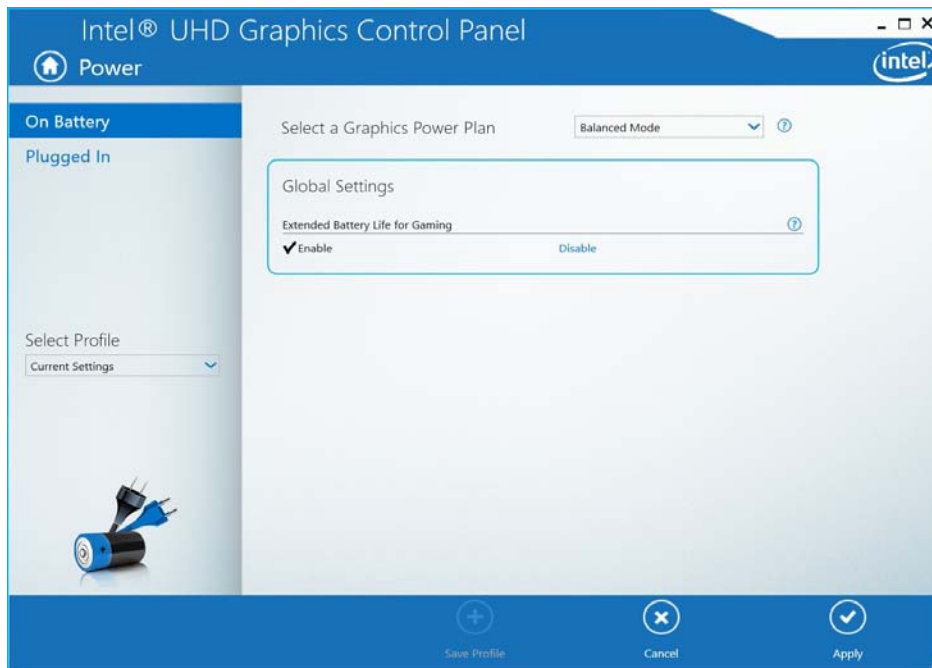 Intel® UHD Graphics Control Panel
Power
intel
On Battery
Plugged In
Select a Graphics Power Plan
Balanced Mode
Global Settings
Extended Battery Life for Gaming
Enable
Disable
Select Profile
Current Settings
Save Profile
Cancel
Apply